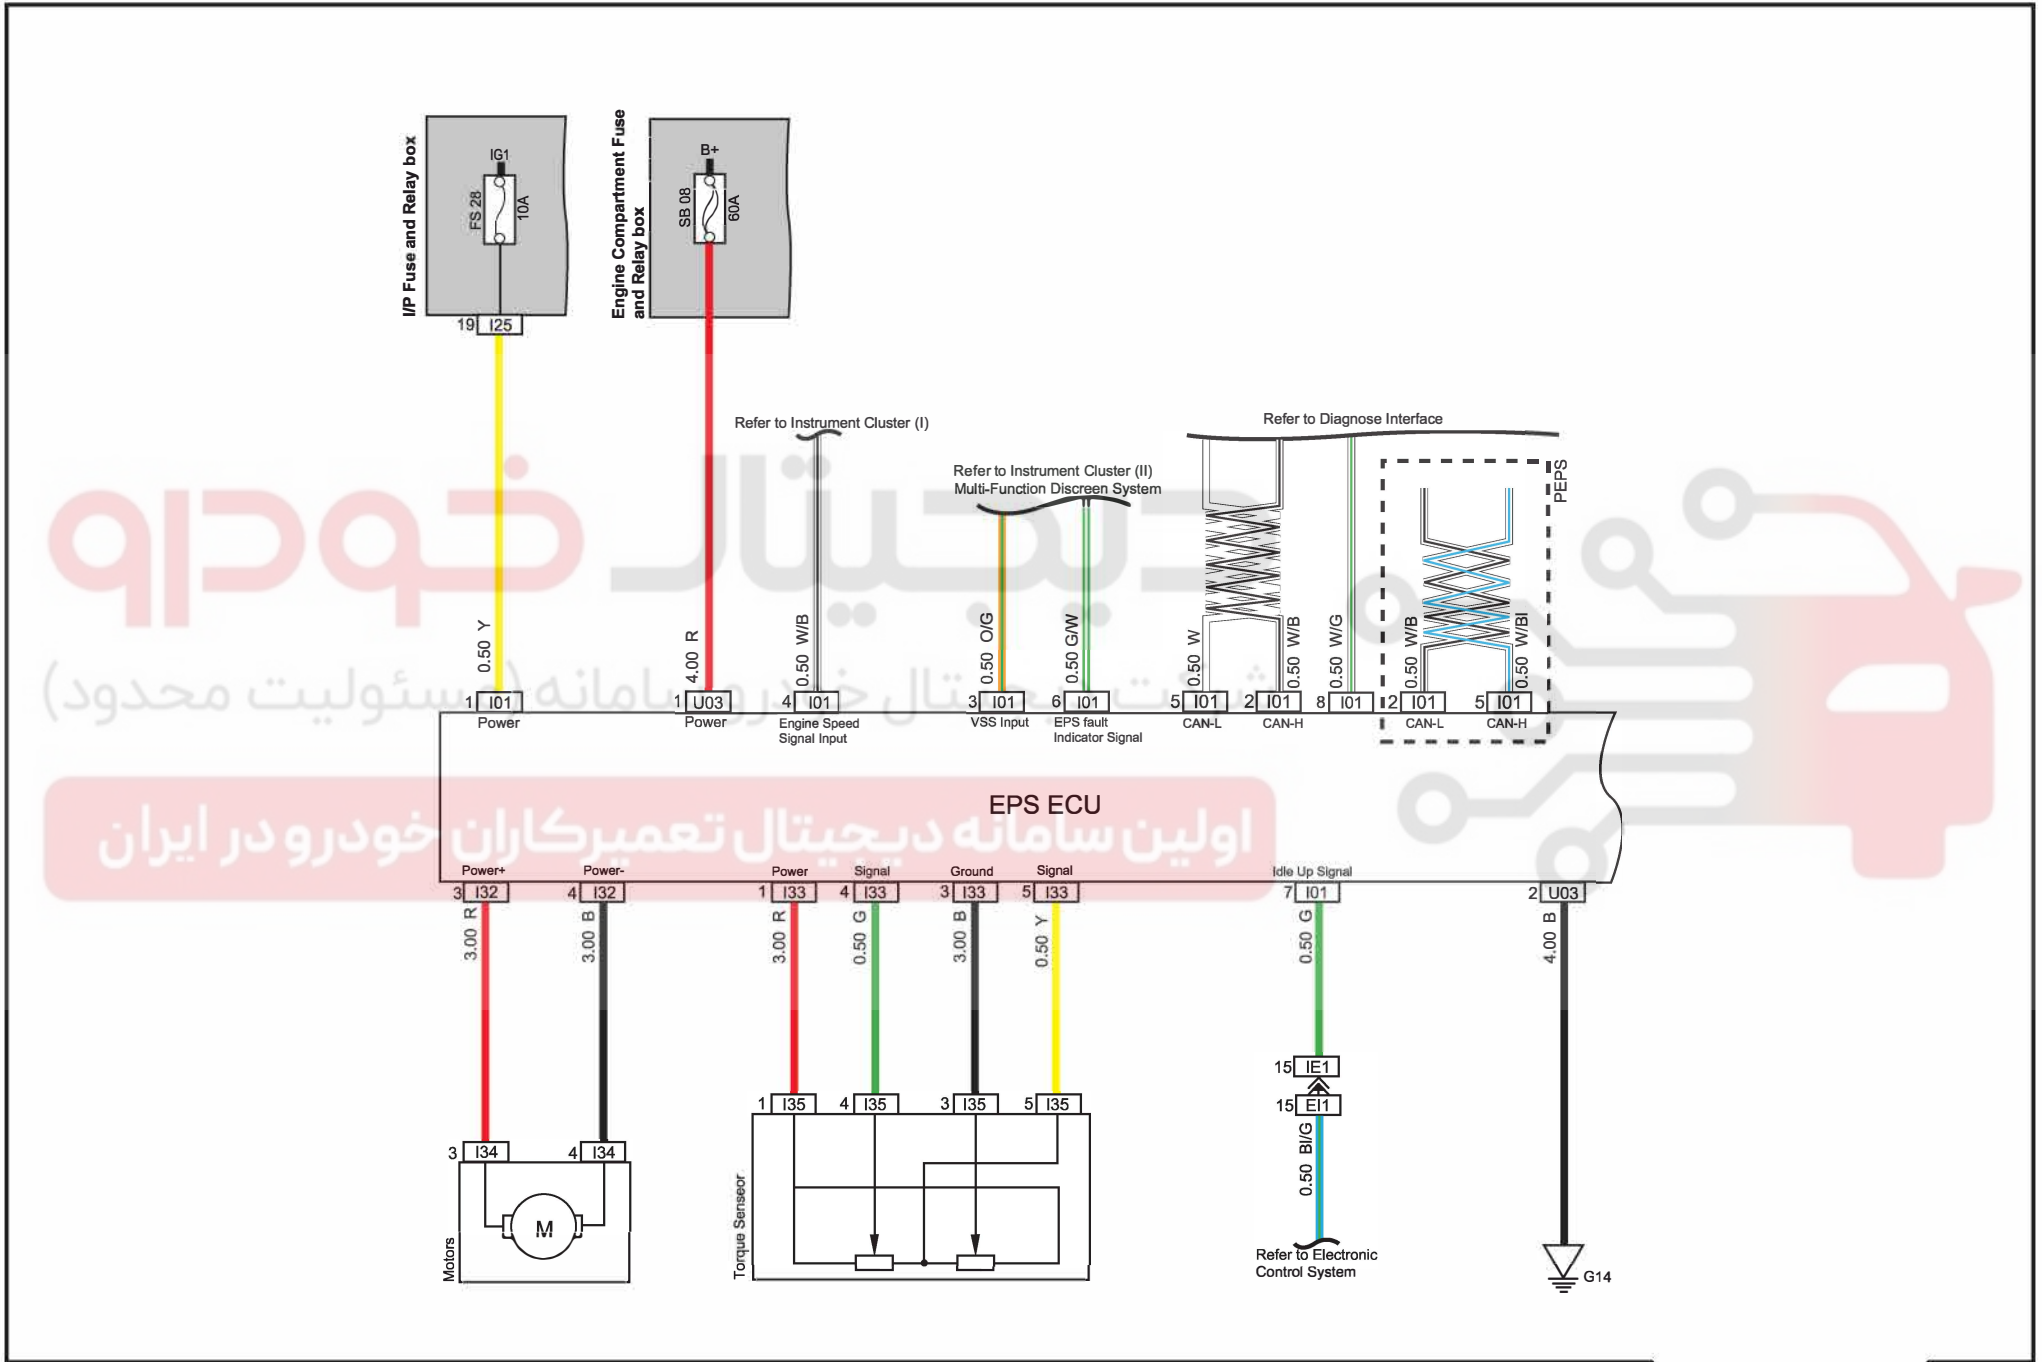 I/P Fuse and Relay box
IG1
FS 28
10A
19 I25
Engine Compartment Fuse
and Relay box
B+
SB 08
60A
Refer to Instrument Cluster (I)
Refer to Instrument Cluster (II)
Multi-Function Discreen System
Refer to Diagnose Interface
PEPS
دیجیتال خودرو
شرکت دیجیتال خودرو سامانه (مسئولیت محدود)
0.50 Y
4.00 R
0.50 W/B
0.50 O/G
0.50 G/W
0.50 W
0.50 W/B
0.50 W/G
0.50 W/B
0.50 W/Bl
1 I01
1 U03
4 I01
3 I01
6 I01
5 I01
2 I01
8 I01
2 I01
5 I01
Power
Power
Engine Speed
Signal Input
VSS Input
EPS fault
Indicator Signal
CAN-L
CAN-H
CAN-L
CAN-H
EPS ECU
اولین سامانه دیجیتال تعمیرکاران خودرو در ایران
Power+
Power-
Power
Signal
Ground
Signal
Idle Up Signal
3 I32
4 I32
1 I33
4 I33
3 I33
5 I33
7 I01
2 U03
3.00 R
3.00 B
3.00 R
0.50 G
3.00 B
0.50 Y
0.50 G
4.00 B
15 IE1
15 EI1
0.50 Bl/G
1 I35
4 I35
3 I35
5 I35
3 I34
4 I34
M
Motors
Torque Senseor
Refer to Electronic
Control System
G14